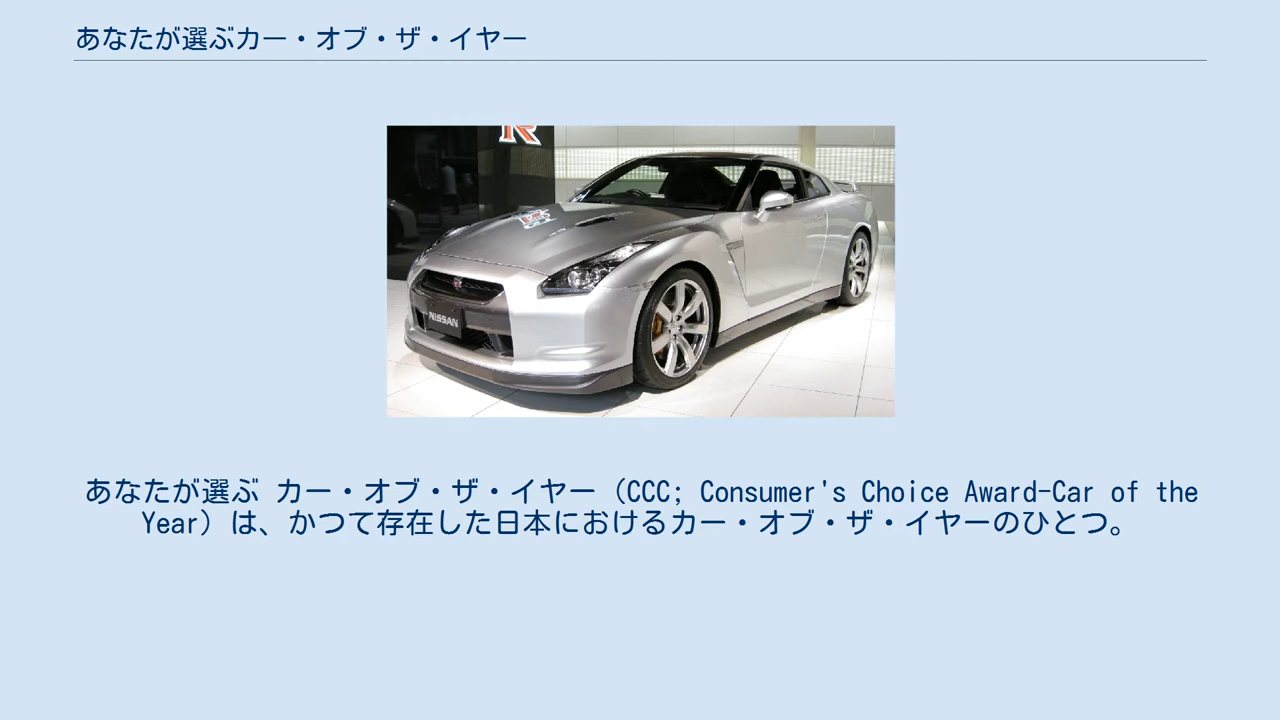 あなたが選ぶカー・オブ・ザ・イヤー
R
NISSAN
あなたが選ぶ カー・オブ・ザ・イヤー（CCC; Consumer's Choice Award-Car of the
Year）は、かつて存在した日本におけるカー・オブ・ザ・イヤーのひとつ。